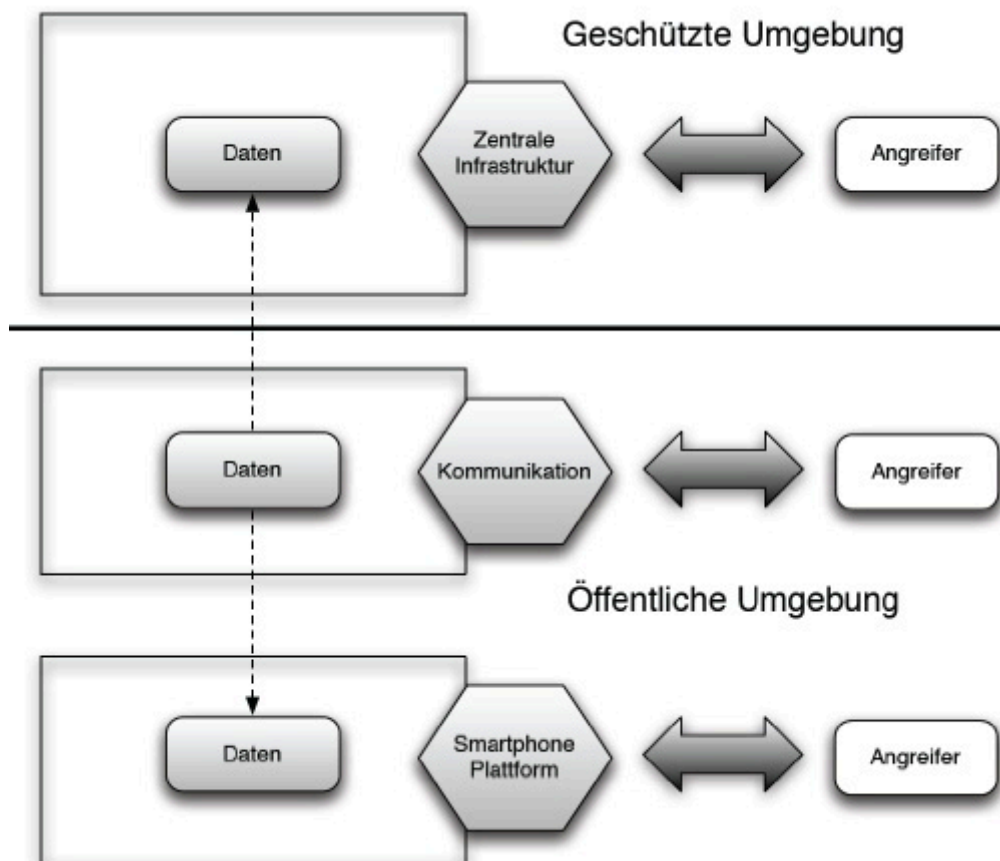 Geschützte Umgebung
Daten
Zentrale
Infrastruktur
Angreifer
Daten
Kommunikation
Angreifer
Öffentliche Umgebung
Daten
Smartphone
Plattform
Angreifer